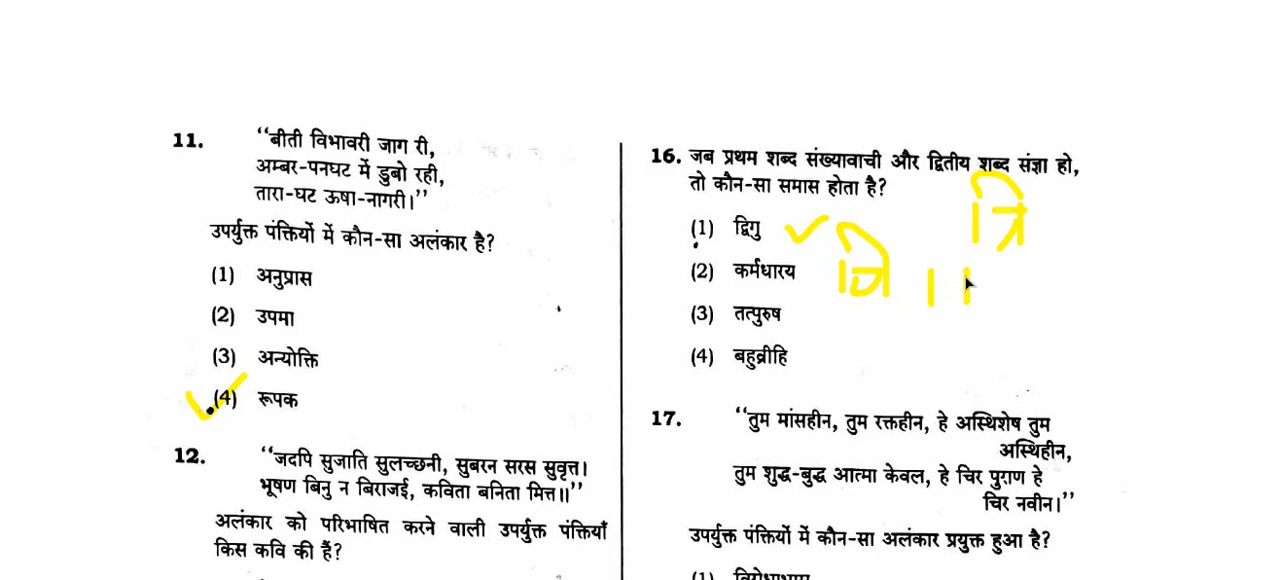 11. “बीती विभावरी जाग री,
अम्बर-पनघट में डुबो रही,
तारा-घट ऊषा-नागरी।”
उपर्युक्त पंक्तियों में कौन-सा अलंकार है?
(1) अनुप्रास
(2) उपमा
(3) अन्योक्ति
(4) रूपक
12. “जदपि सुजाति सुलच्छनी, सुबरन सरस सुवृत्त।
भूषण बिनु न बिराजई, कविता बनिता मित्त॥”
अलंकार को परिभाषित करने वाली उपर्युक्त पंक्तियाँ
किस कवि की हैं?
16. जब प्रथम शब्द संख्यावाची और द्वितीय शब्द संज्ञा हो,
तो कौन-सा समास होता है?
(1) द्विगु
(2) कर्मधारय
(3) तत्पुरुष
(4) बहुव्रीहि
त्रि
17. “तुम मांसहीन, तुम रक्तहीन, हे अस्थिशेष तुम
अस्थिहीन,
तुम शुद्ध-बुद्ध आत्मा केवल, हे चिर पुराण हे
चिर नवीन।”
उपर्युक्त पंक्तियों में कौन-सा अलंकार प्रयुक्त हुआ है?